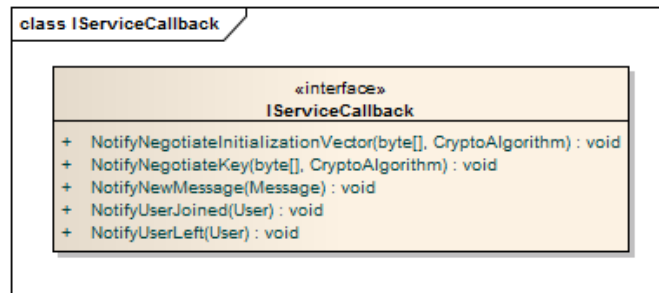 class IServiceCallback
«interface»
IServiceCallback
+ NotifyNegotiateInitializationVector(byte[], CryptoAlgorithm) : void
+ NotifyNegotiateKey(byte[], CryptoAlgorithm) : void
+ NotifyNewMessage(Message) : void
+ NotifyUserJoined(User) : void
+ NotifyUserLeft(User) : void